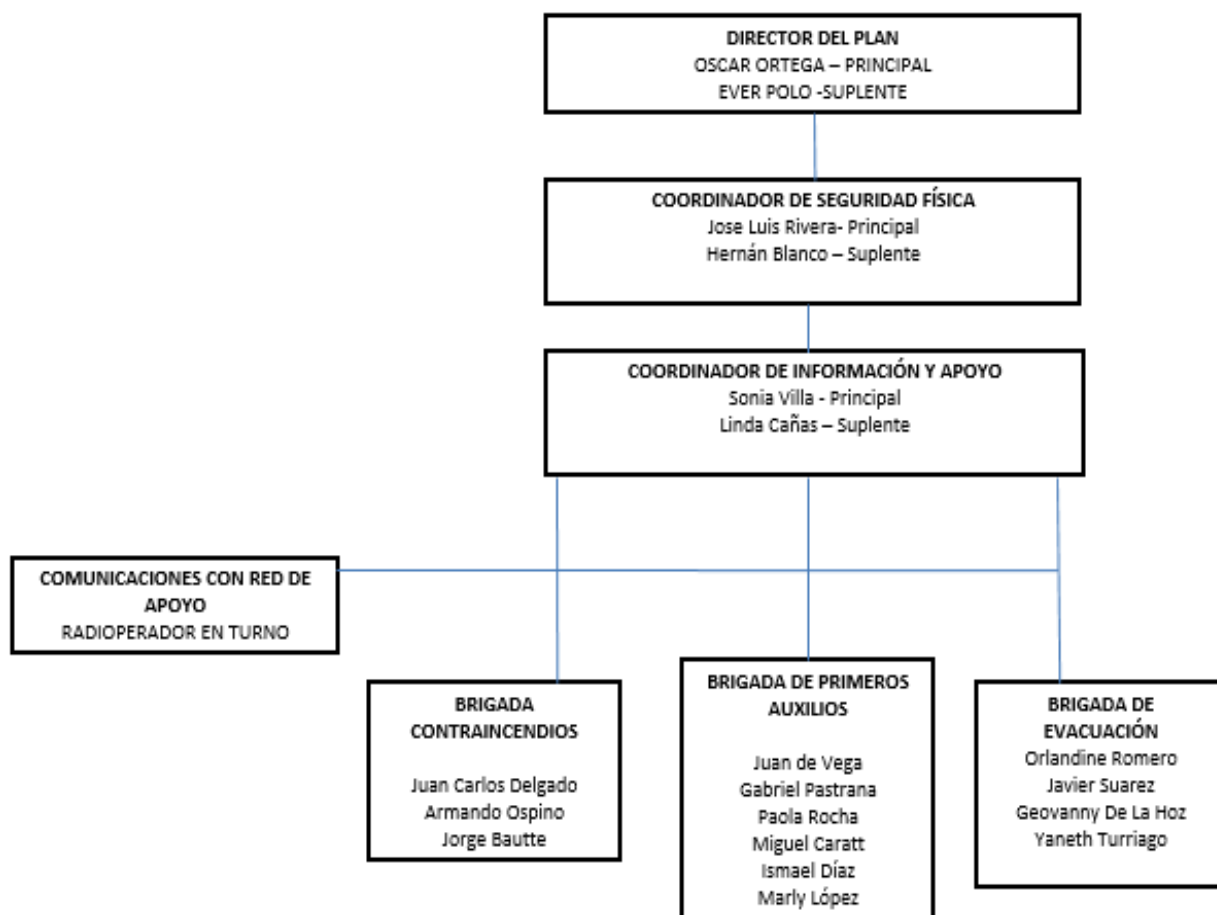 DIRECTOR DEL PLAN
OSCAR ORTEGA – PRINCIPAL
EVER POLO -SUPLENTE
COORDINADOR DE SEGURIDAD FÍSICA
Jose Luis Rivera- Principal
Hernán Blanco – Suplente
COORDINADOR DE INFORMACIÓN Y APOYO
Sonia Villa - Principal
Linda Cañas – Suplente
COMUNICACIONES CON RED DE
APOYO
RADIOPERADOR EN TURNO
BRIGADA
CONTRAINCENDIOS
Juan Carlos Delgado
Armando Ospino
Jorge Bautte
BRIGADA DE PRIMEROS
AUXILIOS
Juan de Vega
Gabriel Pastrana
Paola Rocha
Miguel Caratt
Ismael Díaz
Marly López
BRIGADA DE
EVACUACIÓN
Orlandine Romero
Javier Suarez
Geovanny De La Hoz
Yaneth Turriago